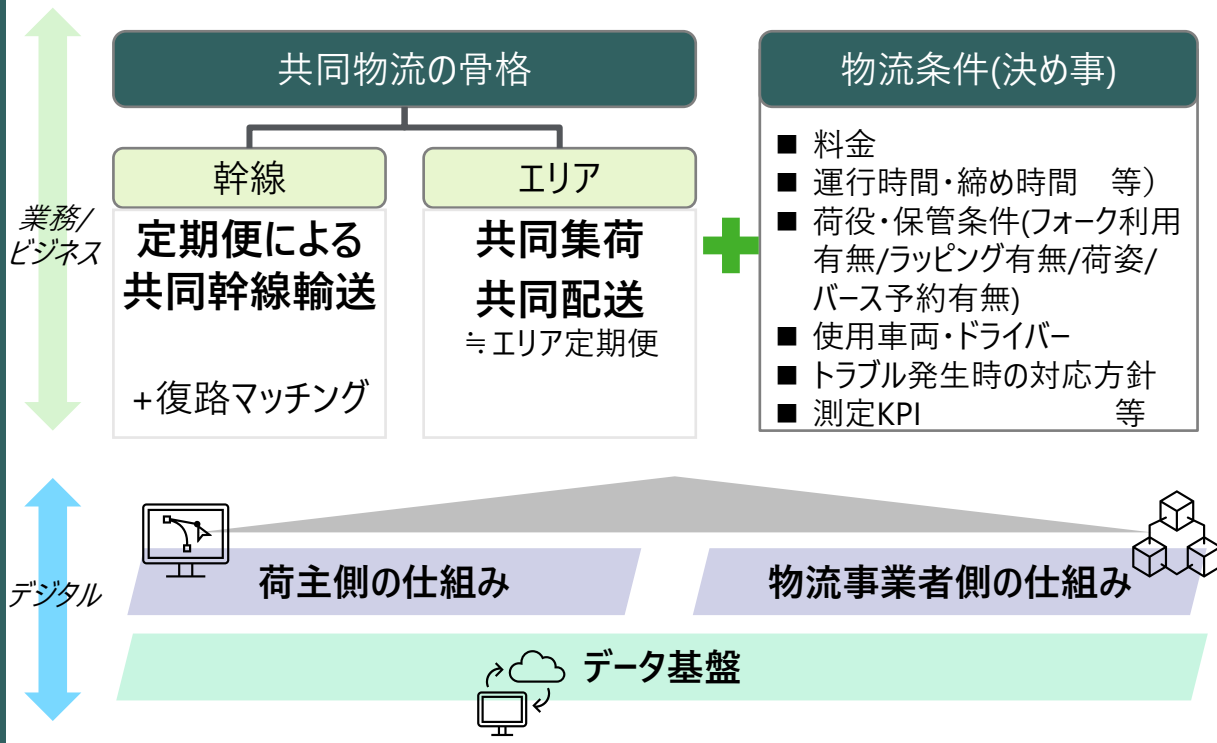 共同物流の骨格
幹線
定期便による
共同幹線輸送
+復路マッチング
エリア
共同集荷
共同配送
≒エリア定期便
物流条件(決め事)
■ 料金
■ 運行時間・締め時間　等）
■ 荷役・保管条件(フォーク利用
有無/ラッピング有無/荷姿/
バース予約有無)
■ 使用車両・ドライバー
■ トラブル発生時の対応方針
■ 測定KPI　等
業務/
ビジネス
デジタル
荷主側の仕組み
物流事業者側の仕組み
データ基盤